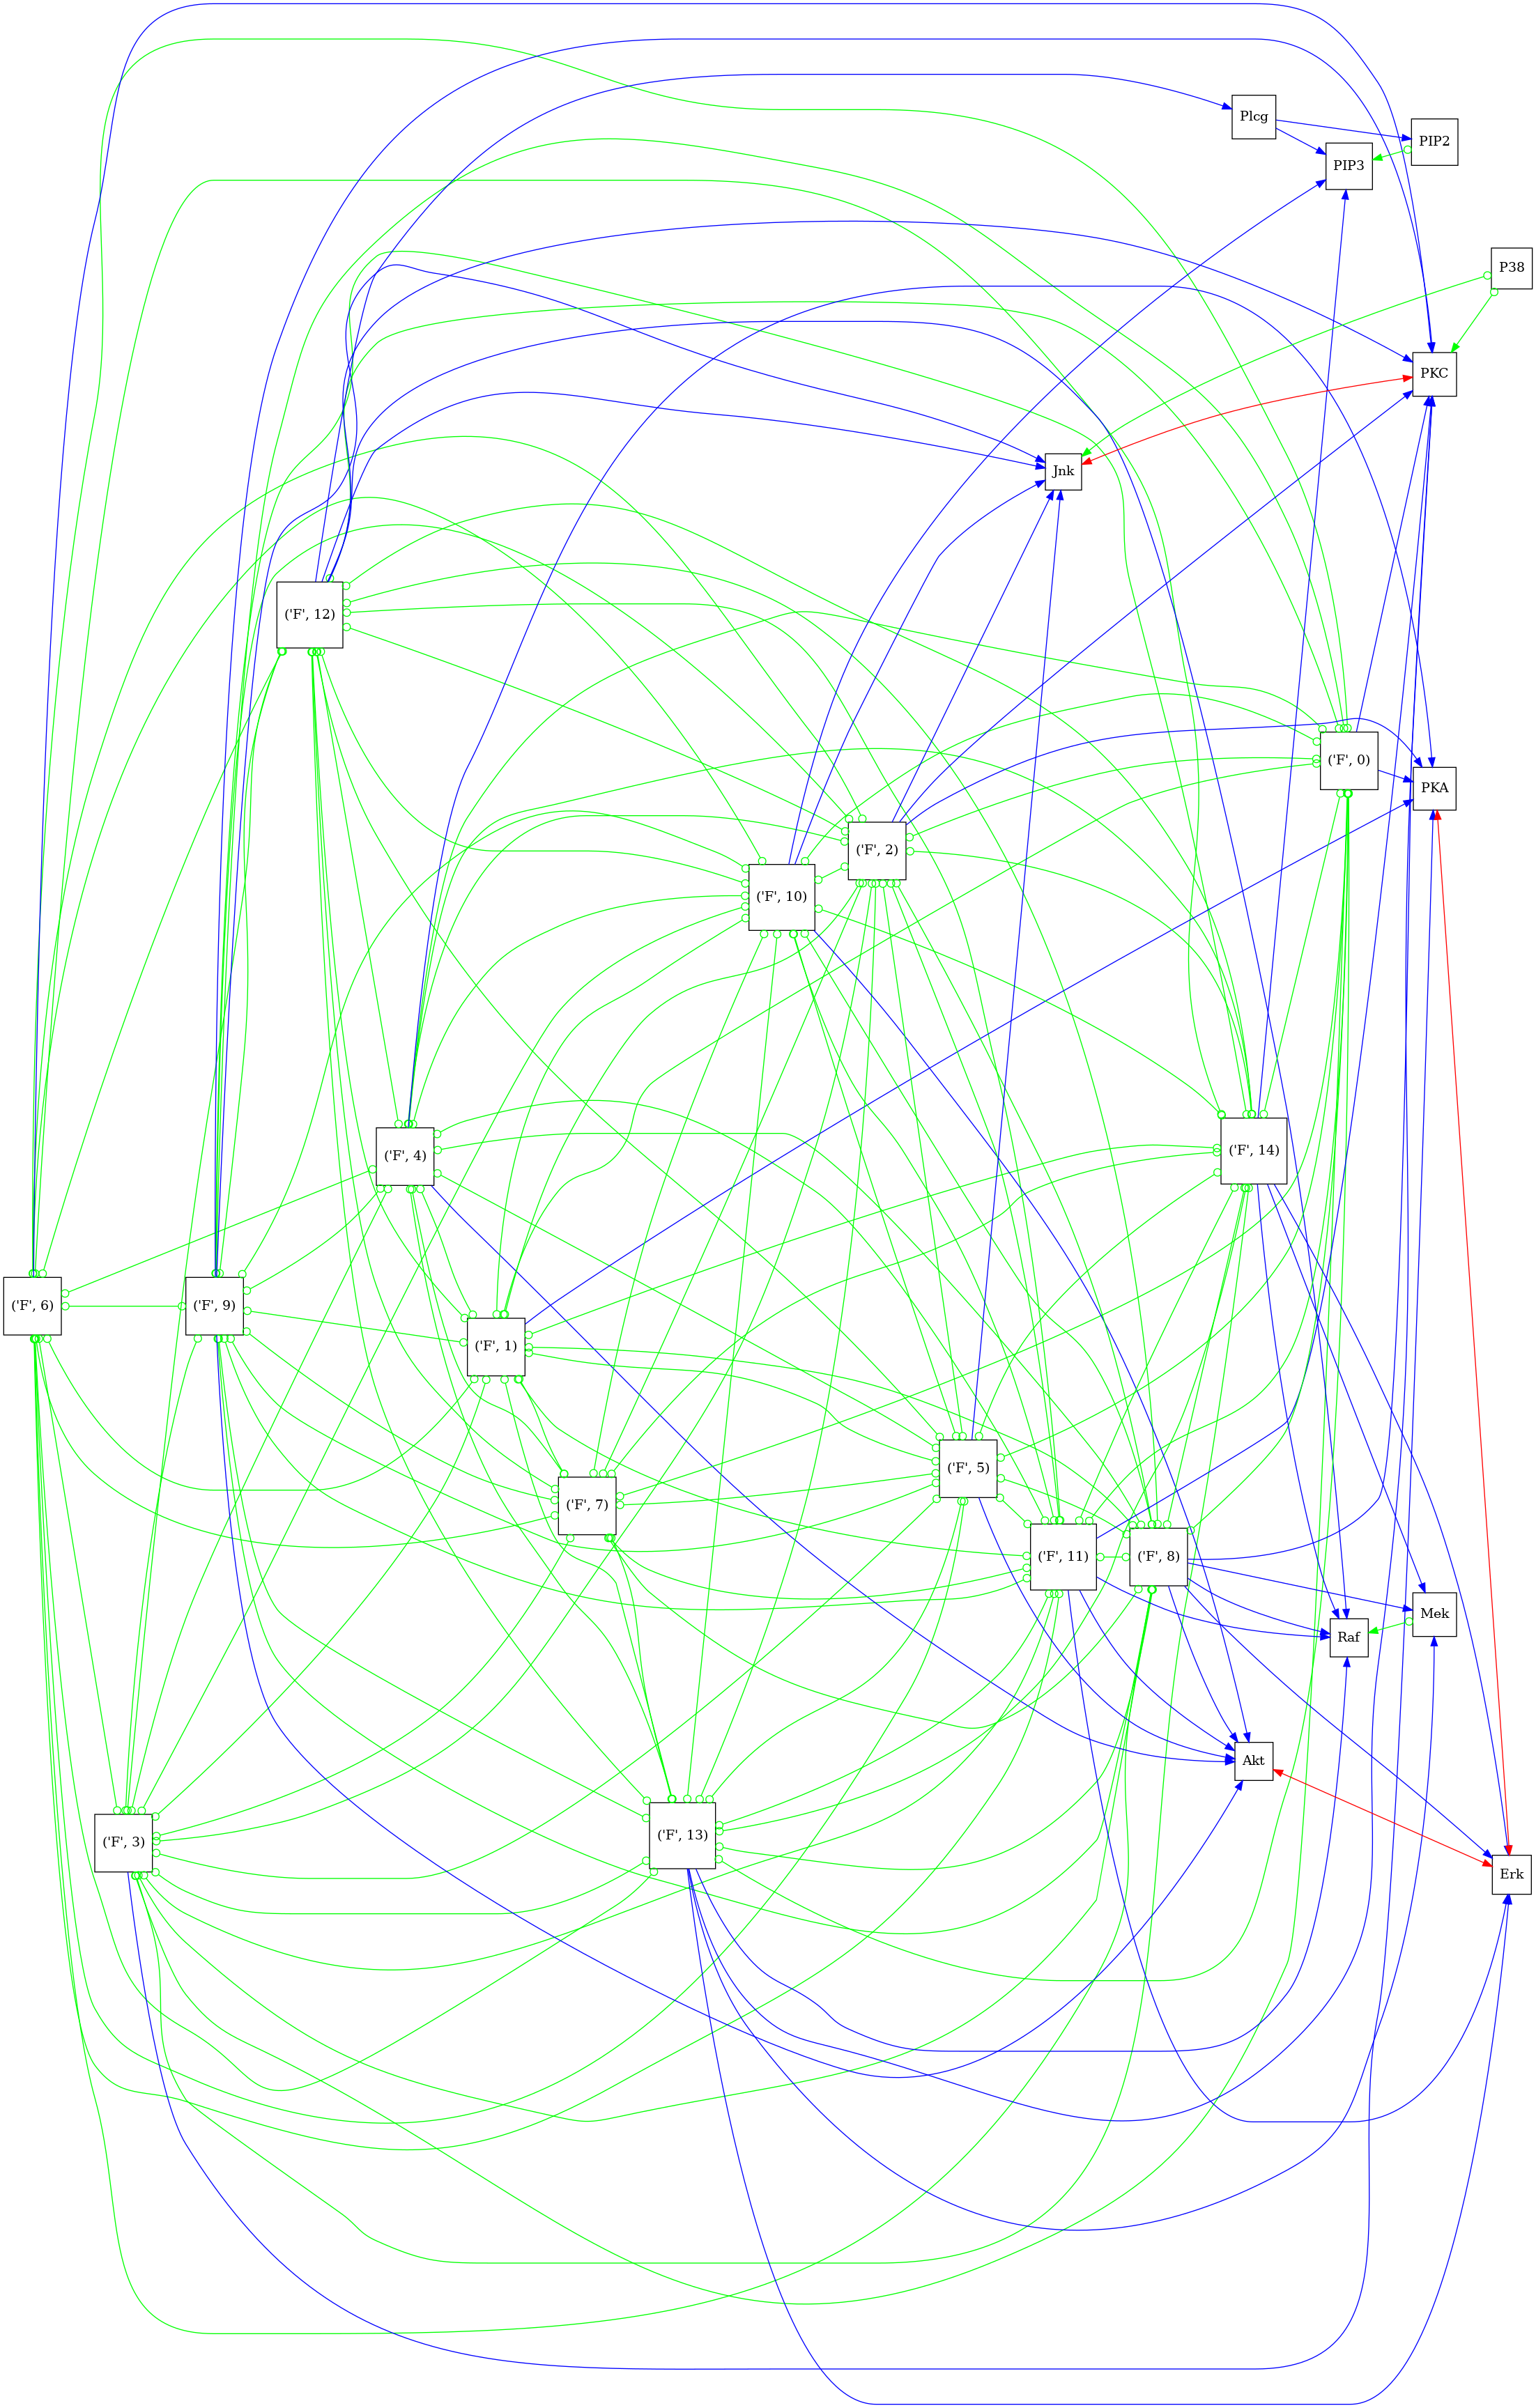 Plcg
PIP2
PIP3
P38
PKC
Jnk
('F', 12)
('F', 0)
PKA
('F', 2)
('F', 10)
('F', 14)
('F', 4)
('F', 6)
('F', 9)
('F', 1)
('F', 5)
('F', 7)
('F', 11)
('F', 8)
Mek
Raf
Akt
('F', 13)
('F', 3)
Erk